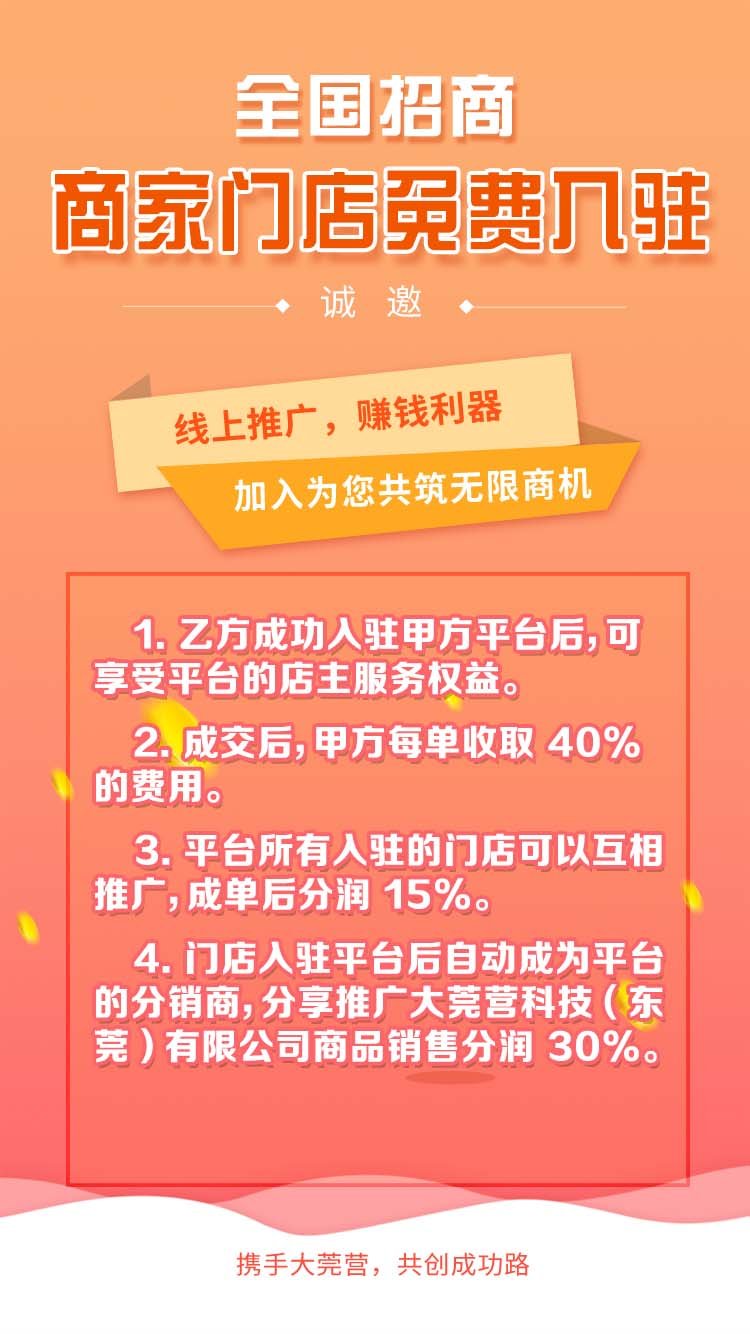 全国招商
商家门店免费入驻
诚 邀
线上推广，赚钱利器
加入为您共筑无限商机
1. 乙方成功入驻甲方平台后，可
享受平台的店主服务权益。
2. 成交后，甲方每单收取 40%
的费用。
3. 平台所有入驻的门店可以互相
推广，成单后分润 15%。
4. 门店入驻平台后自动成为平台
的分销商，分享推广大莞营科技（东
莞）有限公司商品销售分润 30%。
携手大莞营，共创成功路